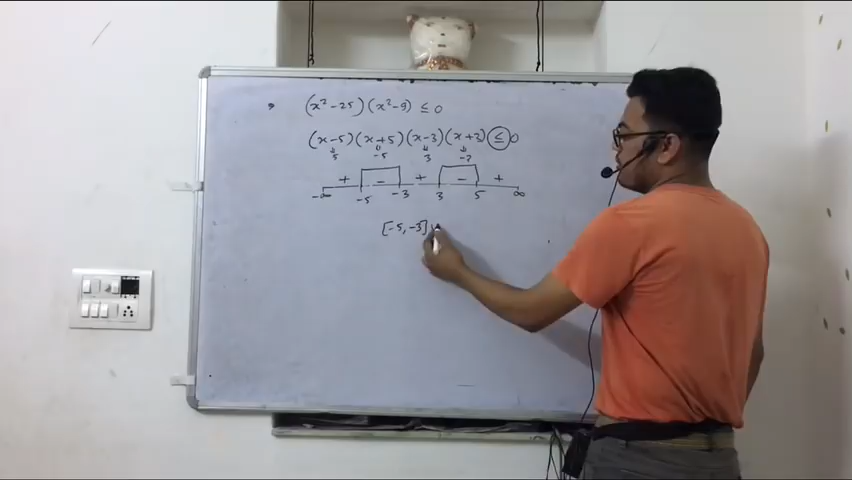 (x²-25)(x²-9) ≤ 0
(x-5)(x+5)(x-3)(x+3) ≤ 0
5 -5 3 -3
+ - + - +
-∞ -5 -3 3 5 ∞
[-5,-3]